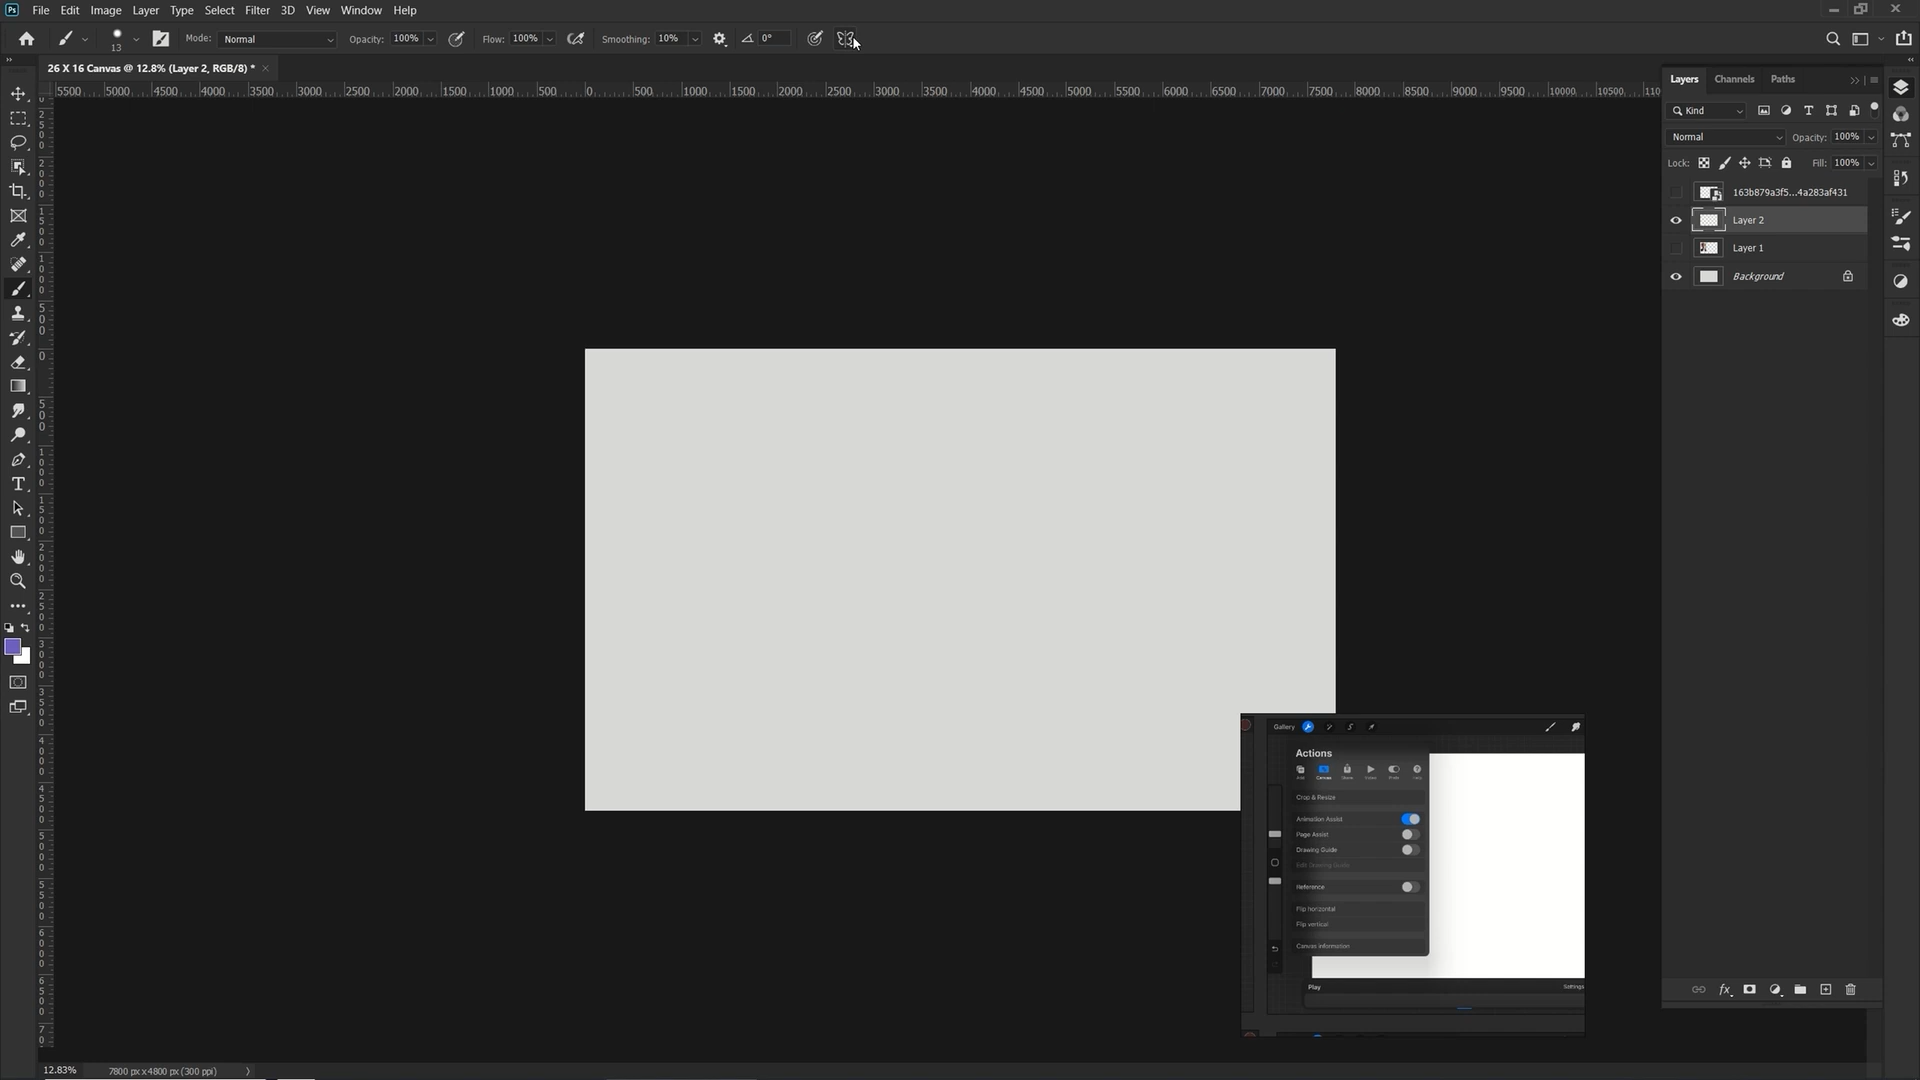 Ps File Edit Image Layer Type Select Filter 3D View Window Help
13 Mode: Normal Opacity: 100% Flow: 100% Smoothing: 10% 0°
26 X 16 Canvas @ 12.8% (Layer 2, RGB/8) * ×
5500 5000 4500 4000 3500 3000 2500 2000 1500 1000 500 0 500 1000 1500 2000 2500 3000 3500 4000 4500 5000 5500 6000 6500 7000 7500 8000 8500 9000 9500 10000 10500 110
Layers Channels Paths
Kind
Normal Opacity: 100%
Lock: Fill: 100%
163b879a3f5...4a283af431
Layer 2
Layer 1
Background
fx
Gallery
Actions
Add Canvas Share Video Prefs Help
Crop & Resize
Animation Assist
Page Assist
Drawing Guide
Edit Drawing Guide
Reference
Flip horizontal
Flip vertical
Canvas information
Play Settings
12.83% 7800 px x 4800 px (300 ppi)